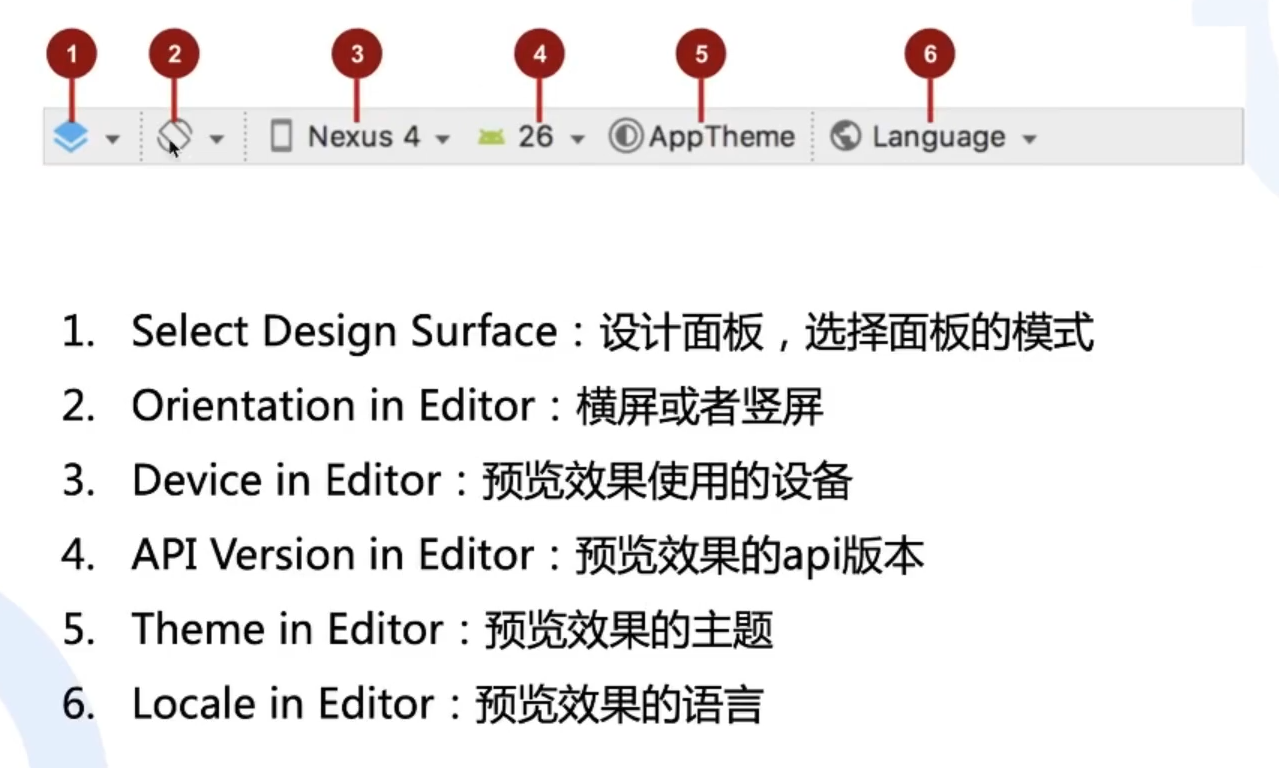 1 2 3 4 5 6
Nexus 4 26 AppTheme Language
1. Select Design Surface：设计面板，选择面板的模式
2. Orientation in Editor：横屏或者竖屏
3. Device in Editor：预览效果使用的设备
4. API Version in Editor：预览效果的api版本
5. Theme in Editor：预览效果的主题
6. Locale in Editor：预览效果的语言